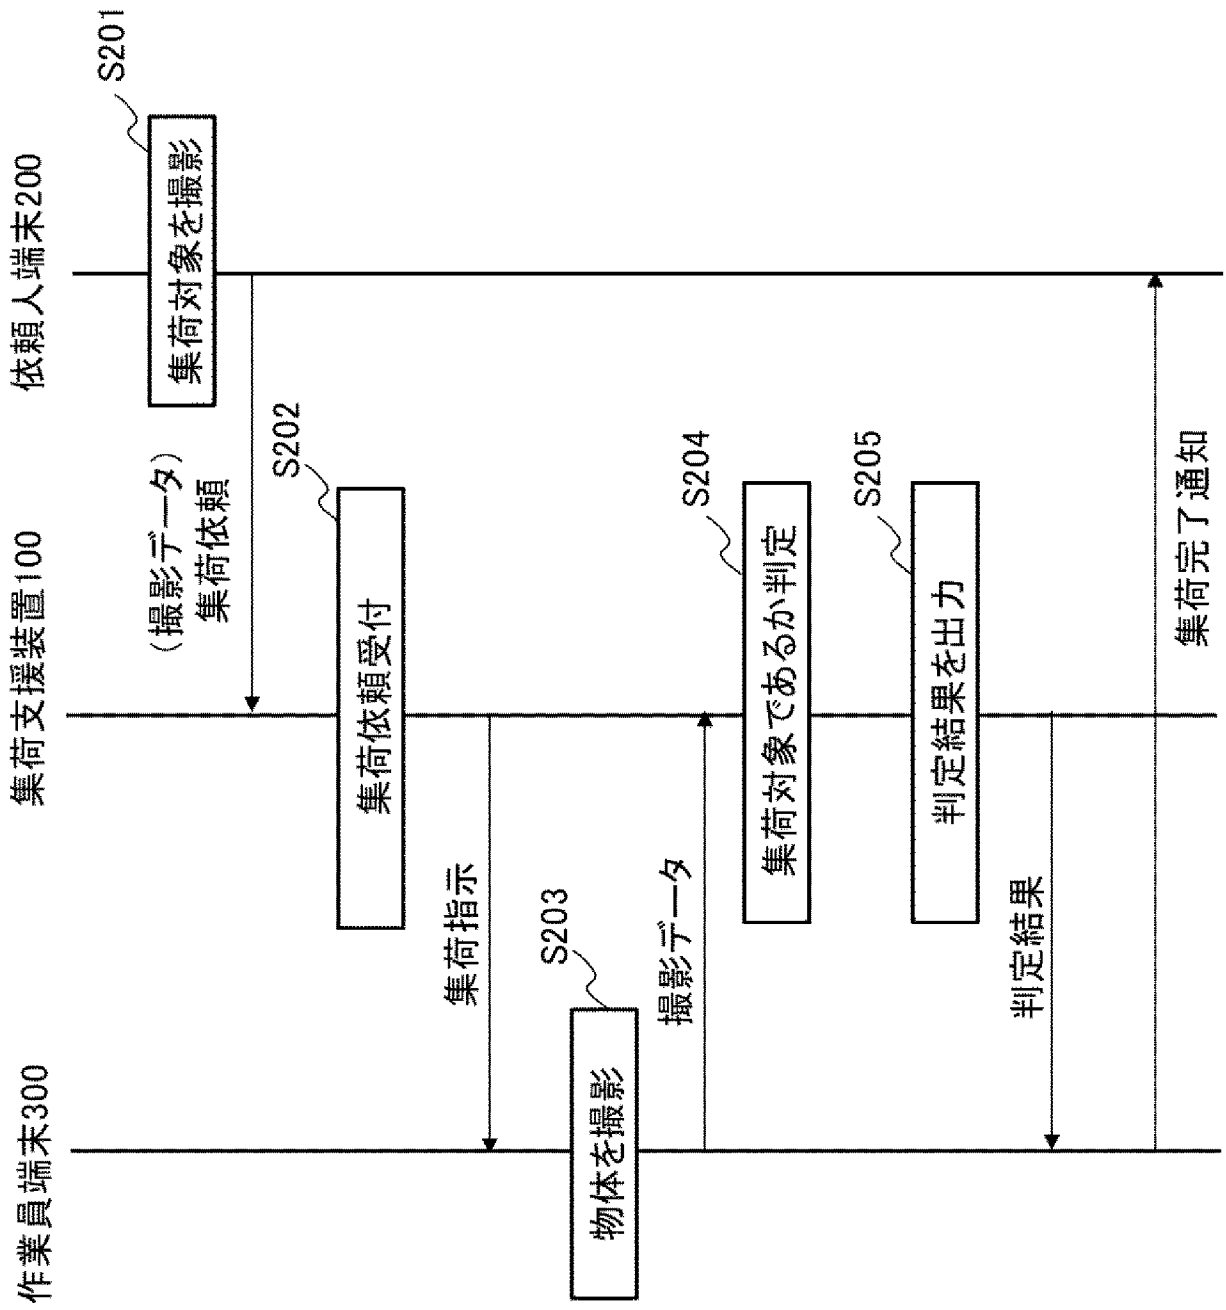 作業員端末300
集荷支援装置100
依頼人端末200
S201
集荷対象を撮影
(撮影データ)
集荷依頼
S202
集荷依頼受付
集荷指示
S203
物体を撮影
撮影データ
S204
集荷対象であるか判定
S205
判定結果を出力
判定結果
集荷完了通知